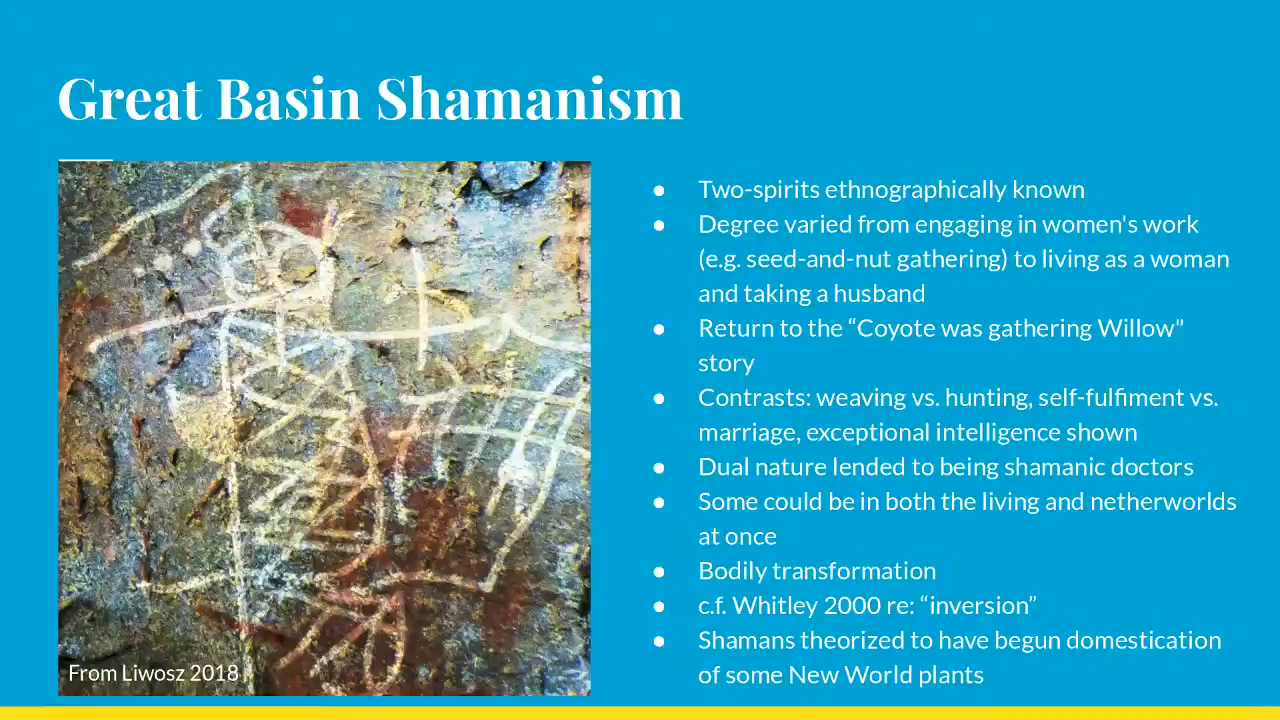 Great Basin Shamanism
● Two-spirits ethnographically known
● Degree varied from engaging in women's work
(e.g. seed-and-nut gathering) to living as a woman
and taking a husband
● Return to the “Coyote was gathering Willow"
story
● Contrasts: weaving vs. hunting, self-fulfiment vs.
marriage, exceptional intelligence shown
● Dual nature lended to being shamanic doctors
● Some could be in both the living and netherworlds
at once
● Bodily transformation
● c.f. Whitley 2000 re: “inversion”
● Shamans theorized to have begun domestication
of some New World plants
From Liwosz 2018